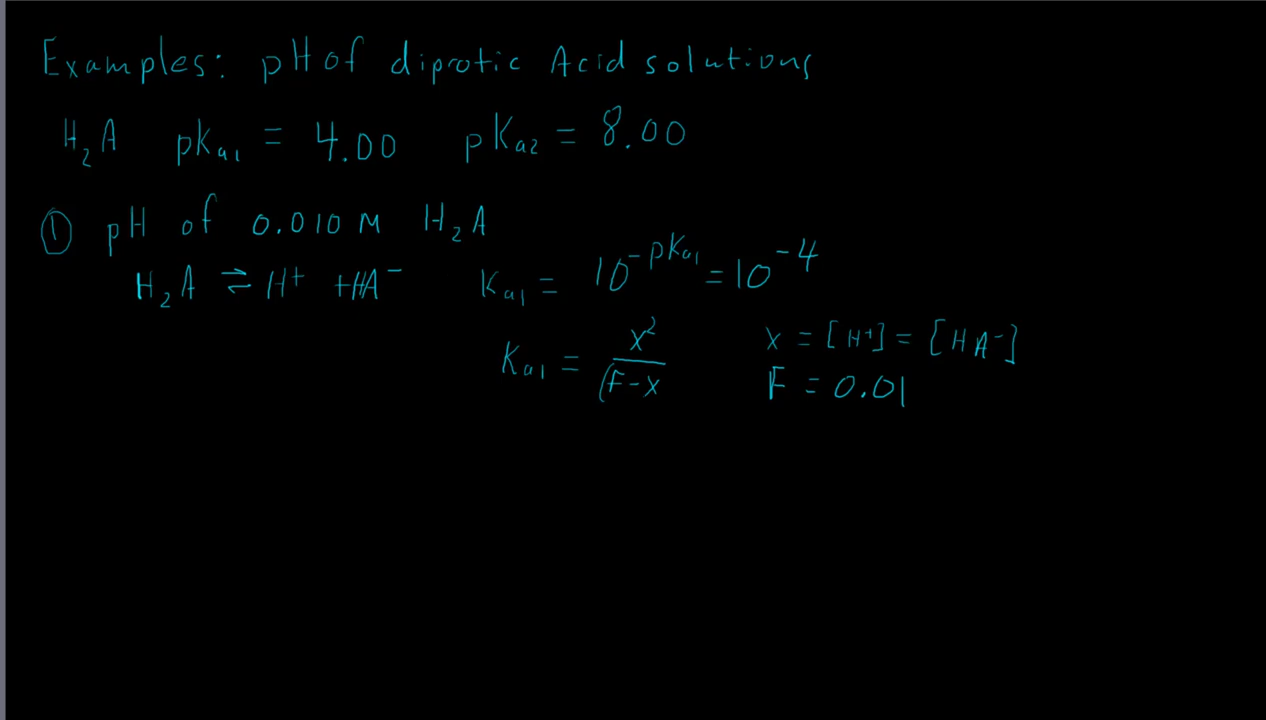 Examples: pH of diprotic Acid solutions
H₂A pKₐ₁ = 4.00 pKₐ₂ = 8.00
① pH of 0.010 M H₂A
H₂A ⇌ H⁺ + HA⁻ Kₐ₁ = 10^(-pKₐ₁) = 10⁻⁴
Kₐ₁ = x²/(F-x x = [H⁺] = [HA⁻]
F = 0.01